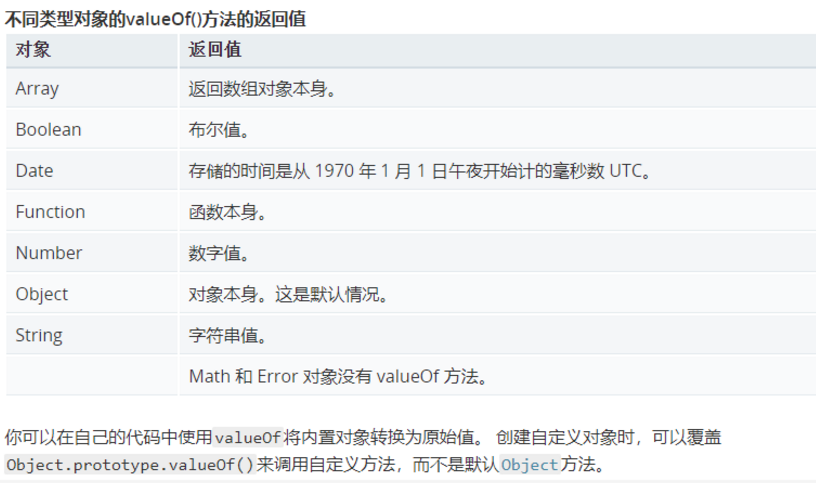 不同类型对象的valueOf()方法的返回值
对象 返回值
Array 返回数组对象本身。
Boolean 布尔值。
Date 存储的时间是从 1970 年 1 月 1 日午夜开始计的毫秒数 UTC。
Function 函数本身。
Number 数字值。
Object 对象本身。这是默认情况。
String 字符串值。
Math 和 Error 对象没有 valueOf 方法。
你可以在自己的代码中使用valueOf将内置对象转换为原始值。 创建自定义对象时，可以覆盖
Object.prototype.valueOf()来调用自定义方法，而不是默认Object方法。